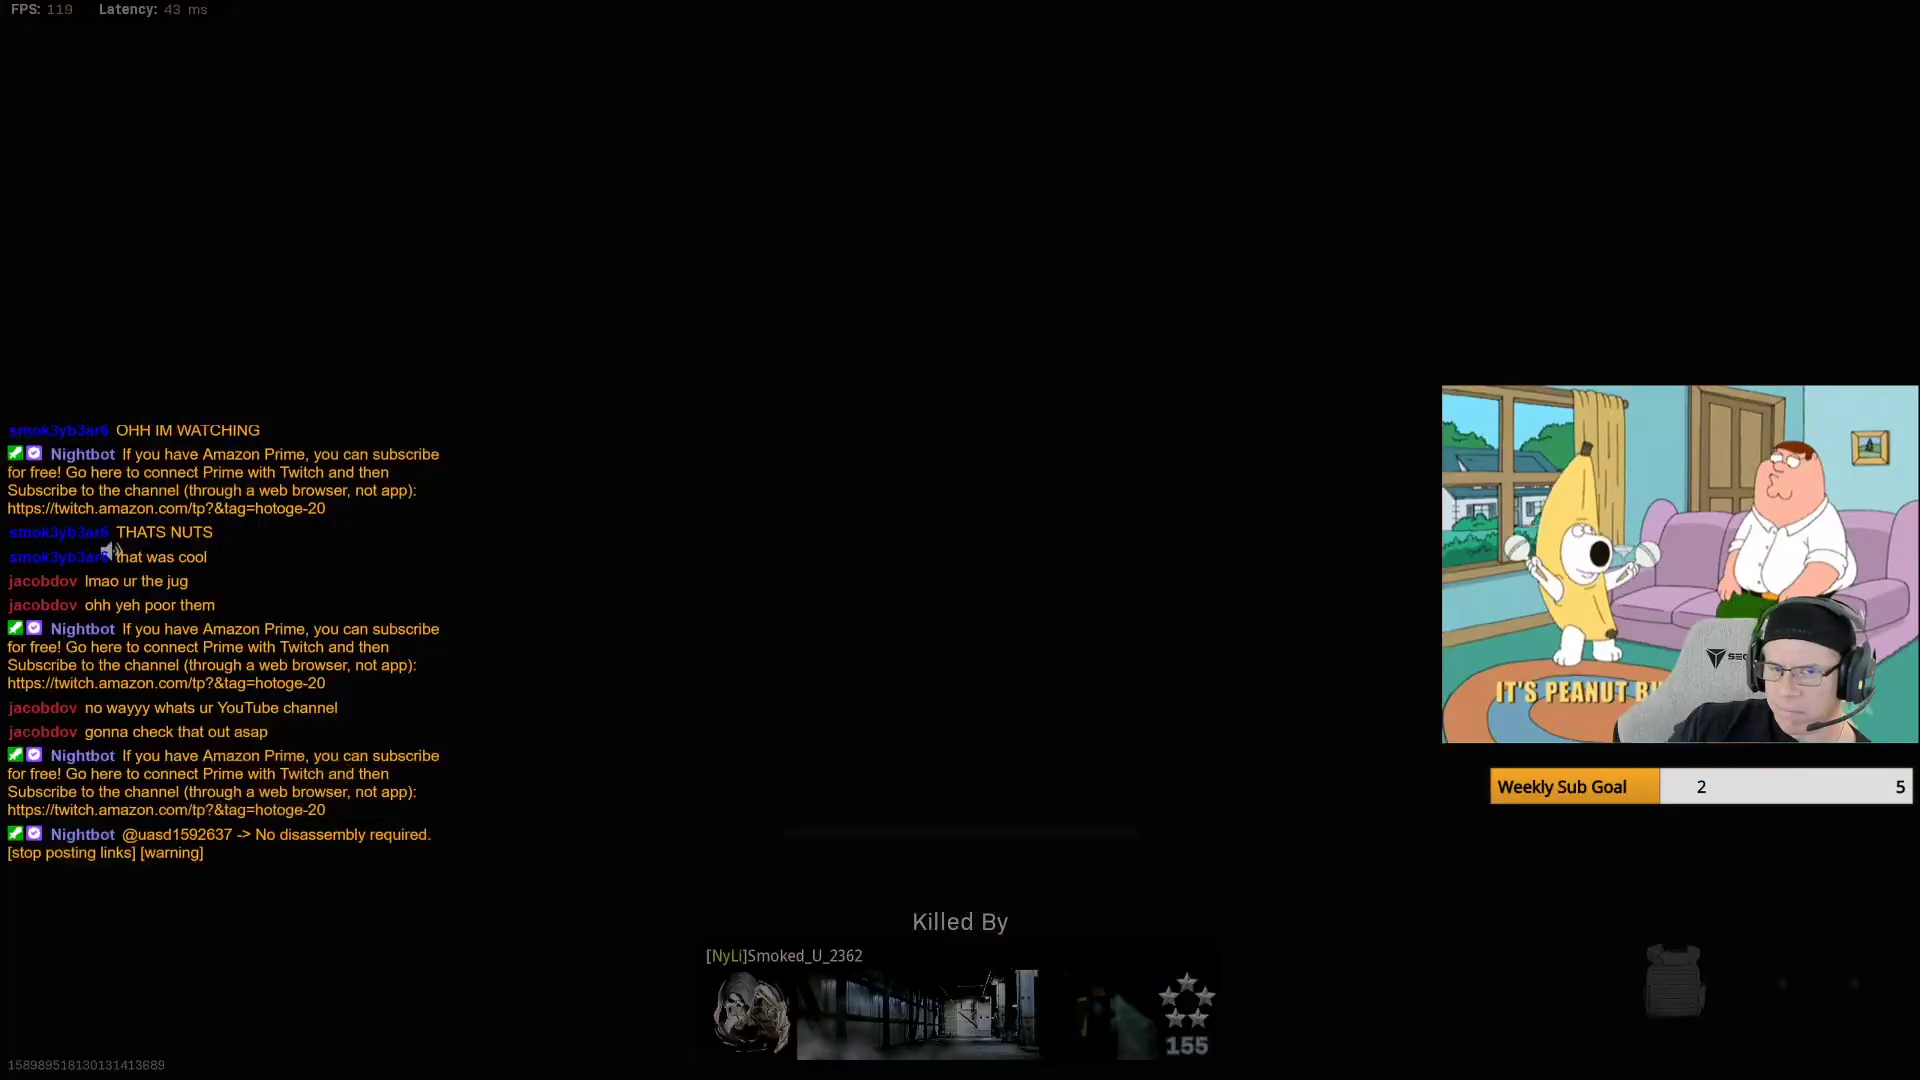 FPS: 119 Latency: 43 ms
smok3yb3ar6 OHH IM WATCHING
Nightbot If you have Amazon Prime, you can subscribe
for free! Go here to connect Prime with Twitch and then
Subscribe to the channel (through a web browser, not app):
https://twitch.amazon.com/tp?&tag=hotoge-20
smok3yb3ar6 THATS NUTS
smok3yb3ar6 that was cool
jacobdov lmao ur the jug
jacobdov ohh yeh poor them
Nightbot If you have Amazon Prime, you can subscribe
for free! Go here to connect Prime with Twitch and then
Subscribe to the channel (through a web browser, not app):
https://twitch.amazon.com/tp?&tag=hotoge-20
jacobdov no wayyy whats ur YouTube channel
jacobdov gonna check that out asap
Nightbot If you have Amazon Prime, you can subscribe
for free! Go here to connect Prime with Twitch and then
Subscribe to the channel (through a web browser, not app):
https://twitch.amazon.com/tp?&tag=hotoge-20
Nightbot @uasd1592637 -> No disassembly required.
[stop posting links] [warning]
IT'S PEANUT
Weekly Sub Goal 2 5
Killed By
[NyLi]Smoked_U_2362
155
158989518130131413689